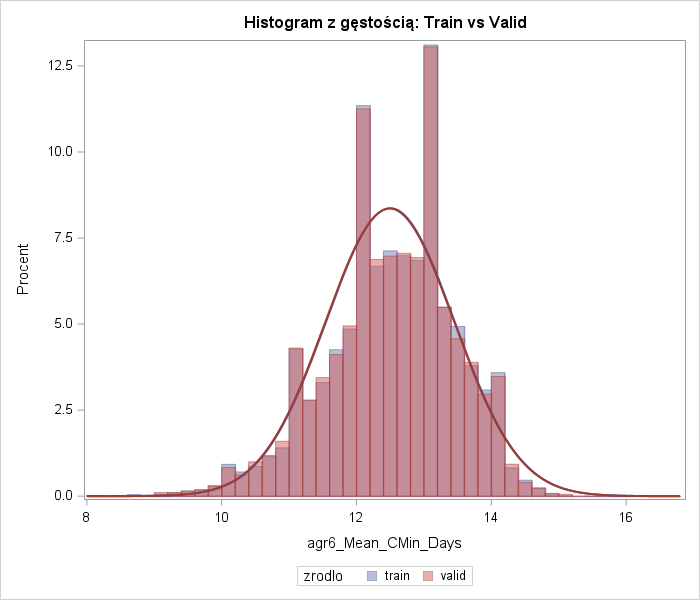 Histogram z gęstością: Train vs Valid
12.5
10.0
7.5
5.0
2.5
0.0
Procent
8 10 12 14 16
agr6_Mean_CMin_Days
zrodlo train valid